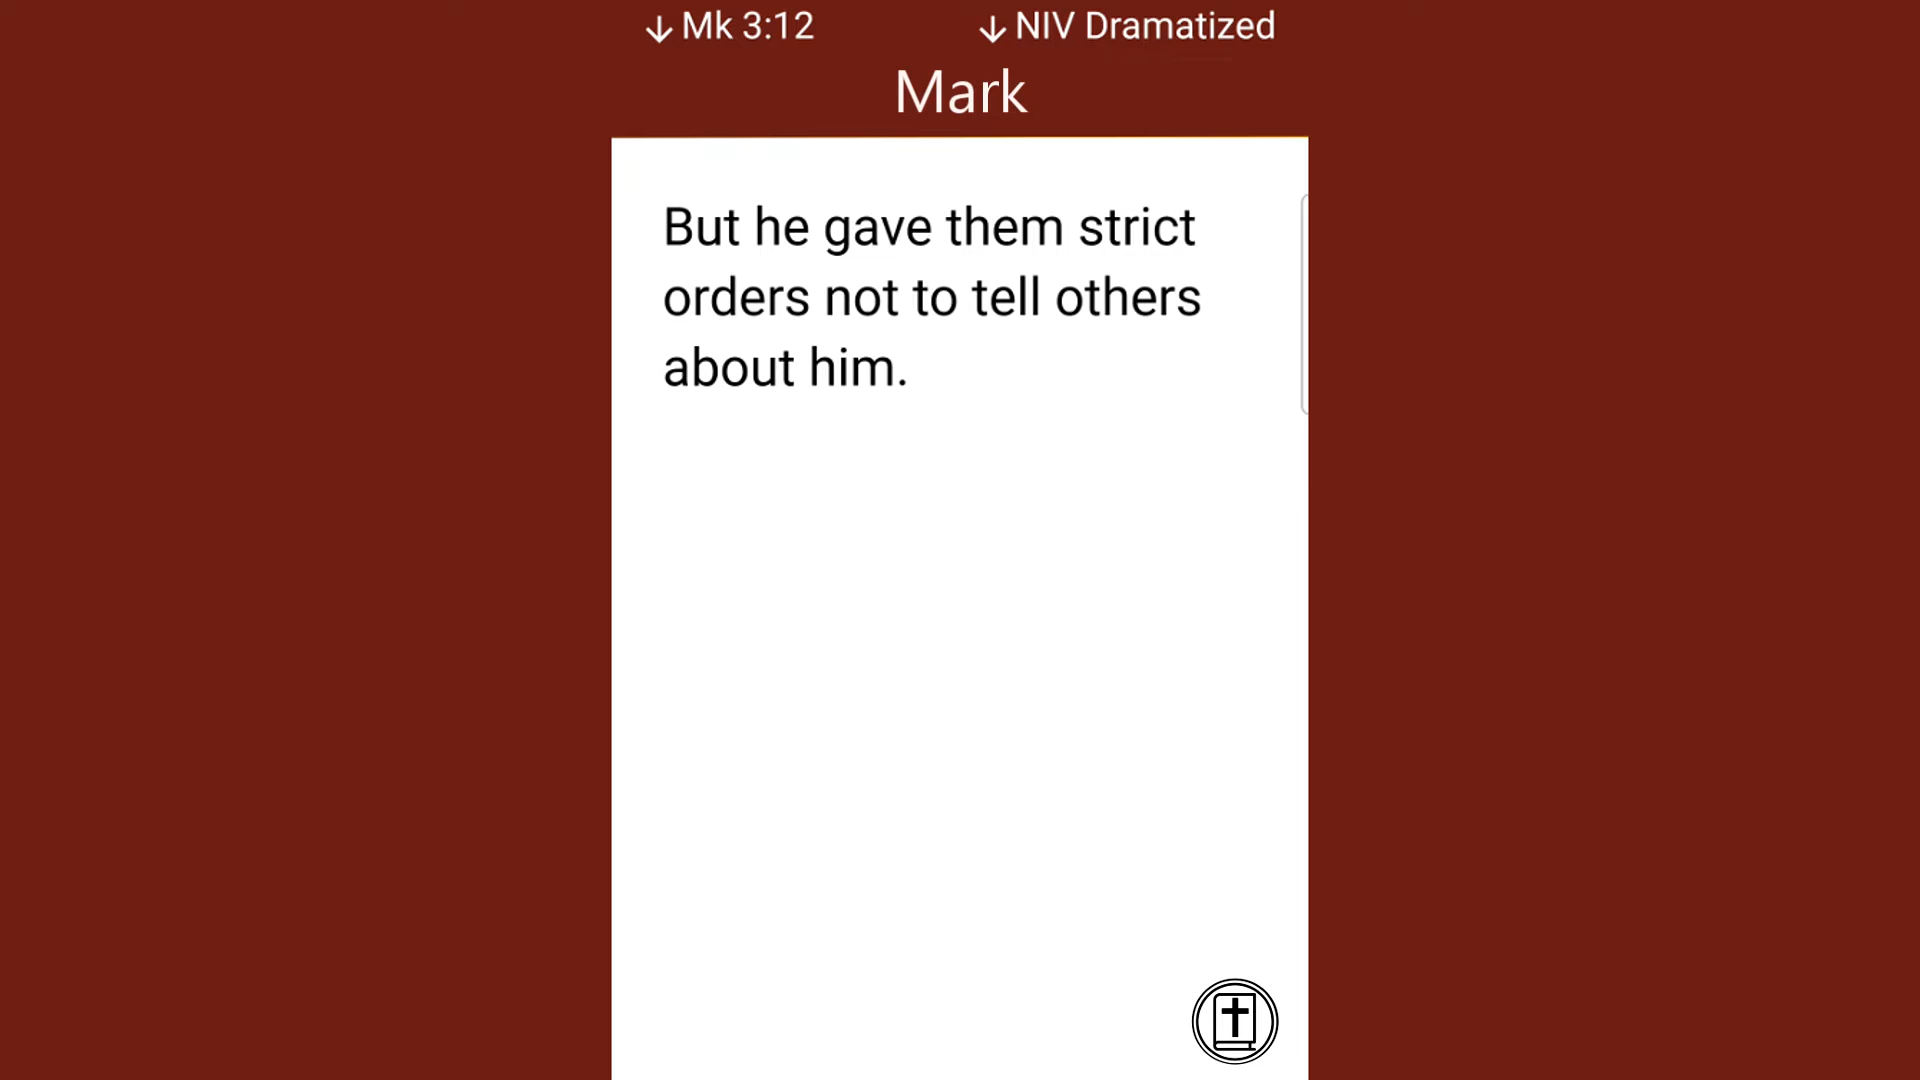 ↓ Mk 3:12 ↓ NIV Dramatized
Mark
But he gave them strict
orders not to tell others
about him.